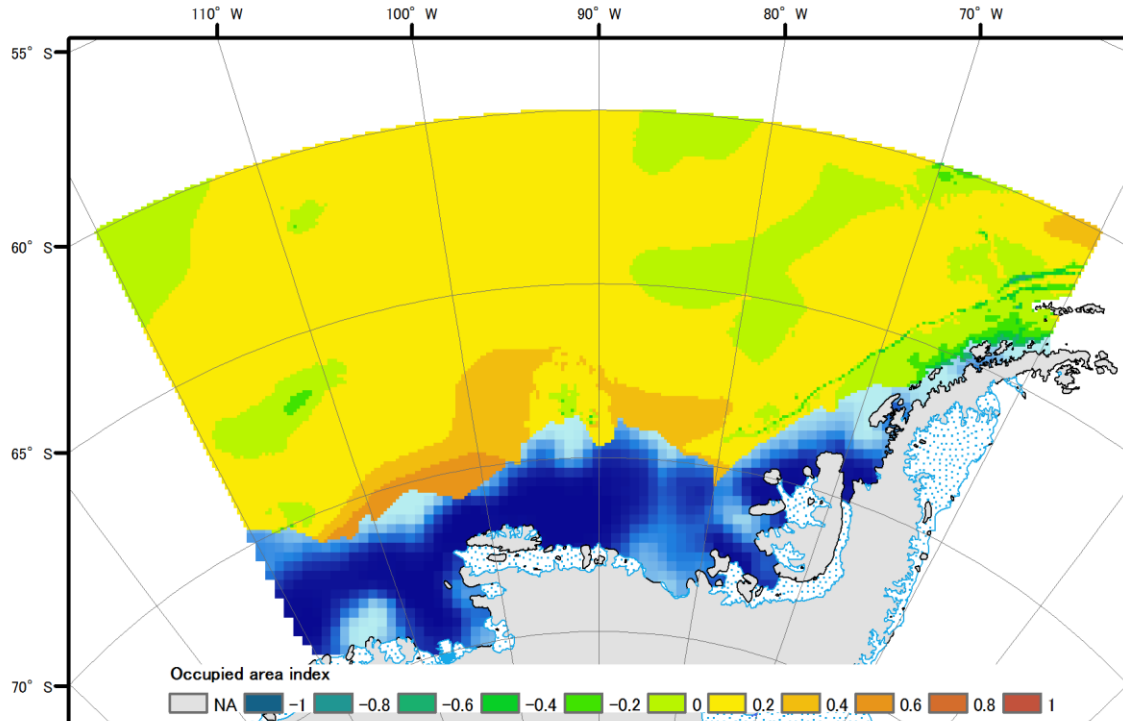 110° W 100° W 90° W 80° W 70° W
55° S
60° S
65° S
70° S
Occupied area index
NA −1 −0.8 −0.6 −0.4 −0.2 0 0.2 0.4 0.6 0.8 1